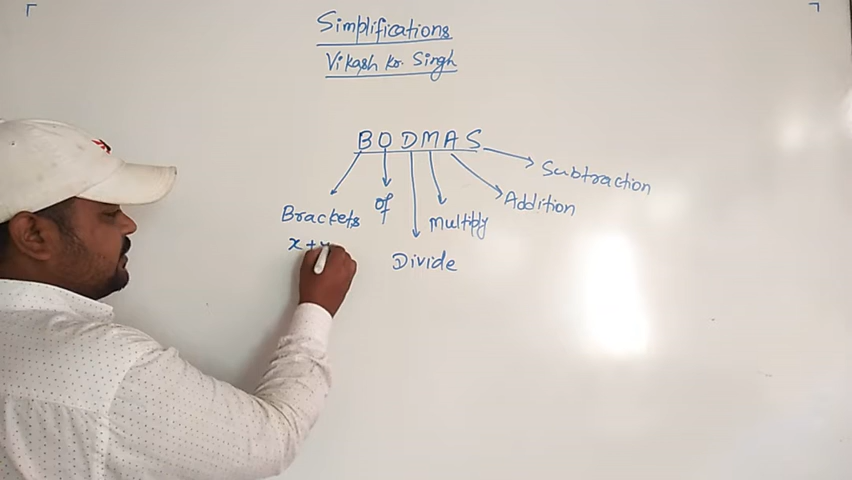 Simplifications
Vikash Kr. Singh
BODMAS
Subtraction
Addition
of
Brackets
Multiply
x+
Divide